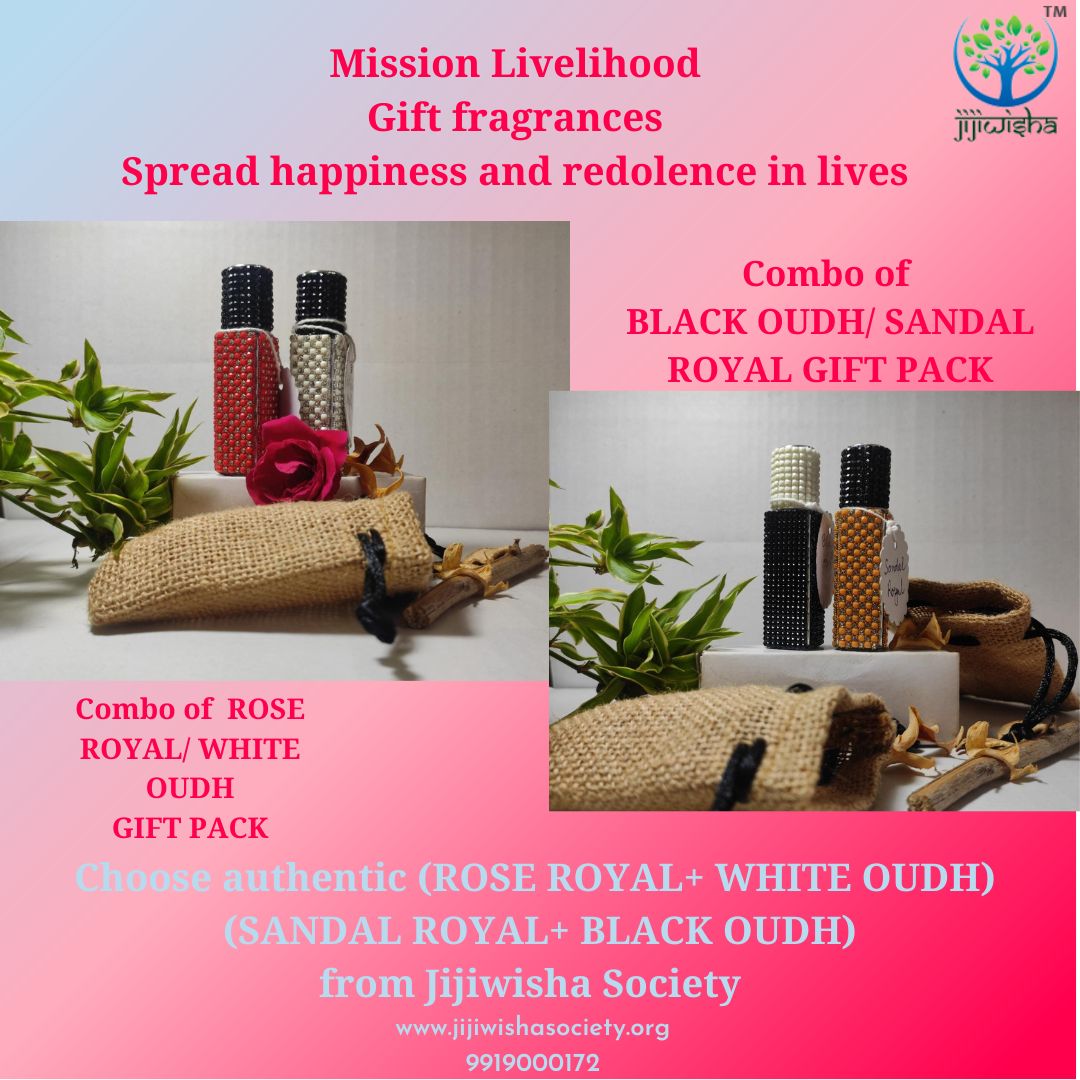 TM
jijiwisha
Mission Livelihood
Gift fragrances
Spread happiness and redolence in lives
Combo of
BLACK OUDH/ SANDAL
ROYAL GIFT PACK
Sandal
Royal
Combo of ROSE
ROYAL/ WHITE
OUDH
GIFT PACK
Choose authentic (ROSE ROYAL+ WHITE OUDH)
(SANDAL ROYAL+ BLACK OUDH)
from Jijiwisha Society
www.jijiwishasociety.org
9919000172